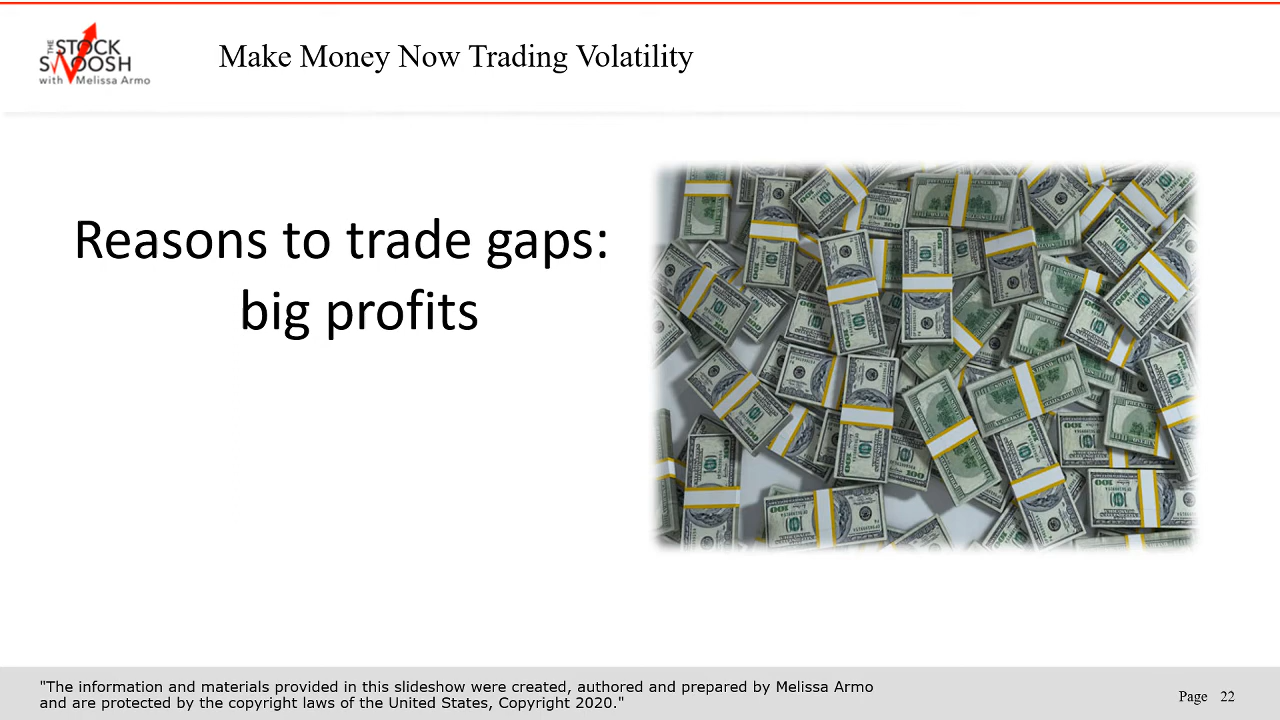 THE
STOCK
SWOOSH
with Melissa Armo
Make Money Now Trading Volatility
Reasons to trade gaps:
big profits
"The information and materials provided in this slideshow were created, authored and prepared by Melissa Armo
and are protected by the copyright laws of the United States, Copyright 2020."
Page 22